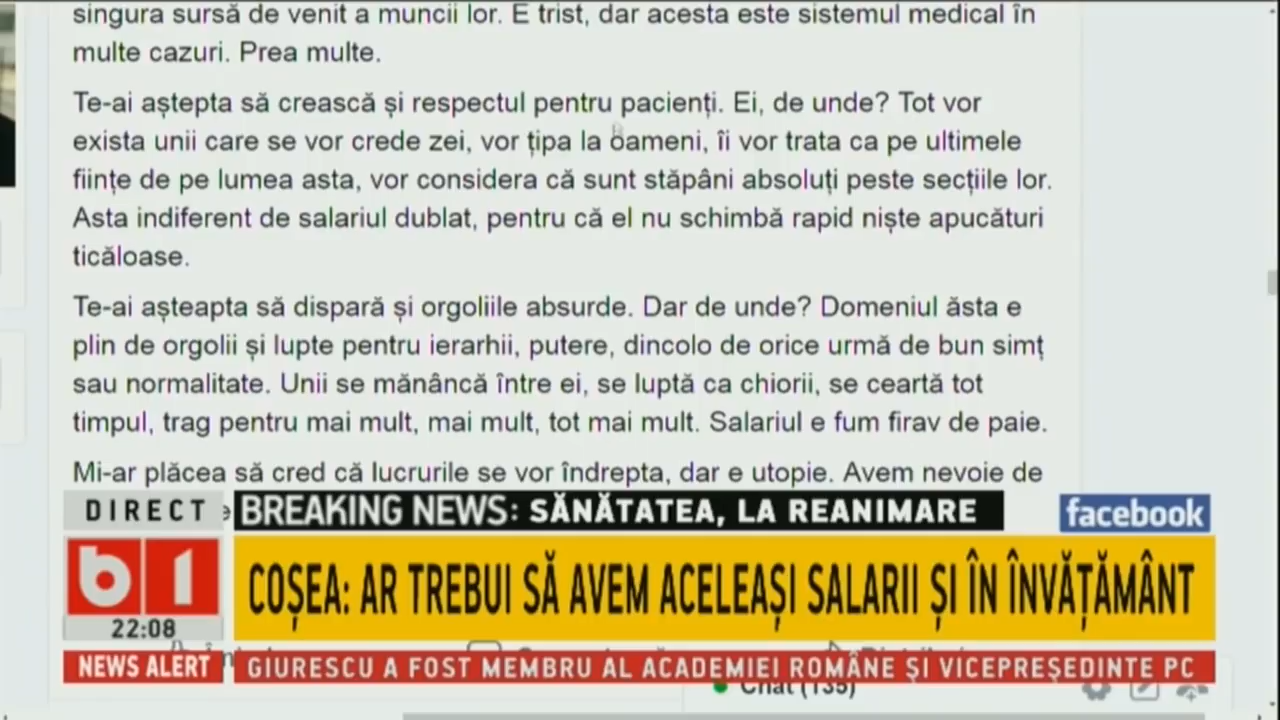 singura sursă de venit a muncii lor. E trist, dar acesta este sistemul medical în
multe cazuri. Prea multe.
Te-ai aștepta să crească și respectul pentru pacienți. Ei, de unde? Tot vor
exista unii care se vor crede zei, vor țipa la oameni, îi vor trata ca pe ultimele
ființe de pe lumea asta, vor considera că sunt stăpâni absoluți peste secțiile lor.
Asta indiferent de salariul dublat, pentru că el nu schimbă rapid niște apucături
ticăloase.
Te-ai așteapta să dispară și orgoliile absurde. Dar de unde? Domeniul ăsta e
plin de orgolii și lupte pentru ierarhii, putere, dincolo de orice urmă de bun simț
sau normalitate. Unii se mănâncă între ei, se luptă ca chiorii, se ceartă tot
timpul, trag pentru mai mult, mai mult, tot mai mult. Salariul e fum firav de paie.
Mi-ar plăcea să cred că lucrurile se vor îndrepta, dar e utopie. Avem nevoie de
DIRECT
BREAKING NEWS: SĂNĂTATEA, LA REANIMARE
facebook
b1
COȘEA: AR TREBUI SĂ AVEM ACELEAȘI SALARII ȘI ÎN ÎNVĂȚĂMÂNT
22:08
NEWS ALERT
GIURESCU A FOST MEMBRU AL ACADEMIEI ROMÂNE ȘI VICEPREȘEDINTE PC
Chat (135)